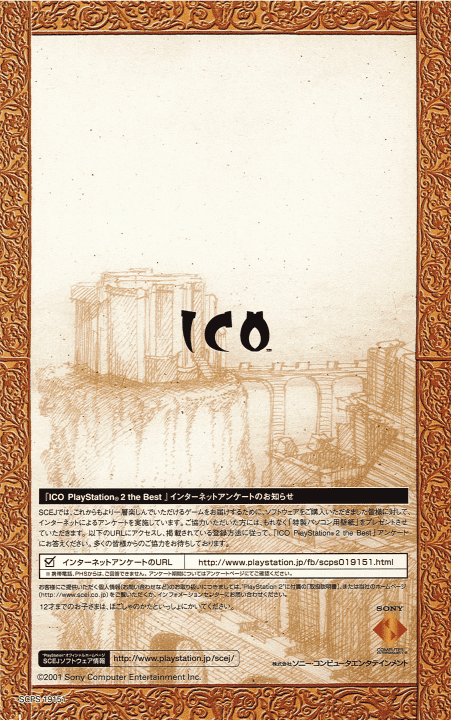 ICO
『ICO PlayStation®2 the Best 』インターネットアンケートのお知らせ
SCEJでは、これからもより一層楽しんでいただけるゲームをお届けするために、ソフトウェアをご購入いただきました皆様に対して、
インターネットによるアンケートを実施しています。ご協力いただいた方には、もれなく「特製パソコン用壁紙」をプレゼントさせ
ていただきます。以下のURLにアクセスし、掲載されている登録方法に従って、『ICO PlayStation®2 the Best 』アンケート
にお答えください。多くの皆様からのご協力をお待ちしております。
インターネットアンケートのURL http://www.playstation.jp/fb/scps019151.html
※ 携帯電話、PHSからは、ご回答できません。アンケート期間についてはアンケートページにてご確認ください。
お客様にご提供いただく個人情報(お問い合わせなど)のお取り扱いにつきましては、"PlayStation 2"に付属の『取扱説明書』、または当社のホームページ
(http://www.scei.co.jp)をご覧いただくか、インフォメーションセンターにお問い合わせください。
12才までのお子さまは、ほごしゃのかたといっしょにかいてください。
SONY
COMPUTER
ENTERTAINMENT
"PlayStation"オフィシャルホームページ
SCEJソフトウェア情報 http://www.playstation.jp/scej/
株式会社ソニー・コンピュータエンタテインメント
©2001 Sony Computer Entertainment Inc.
SCPS-19151